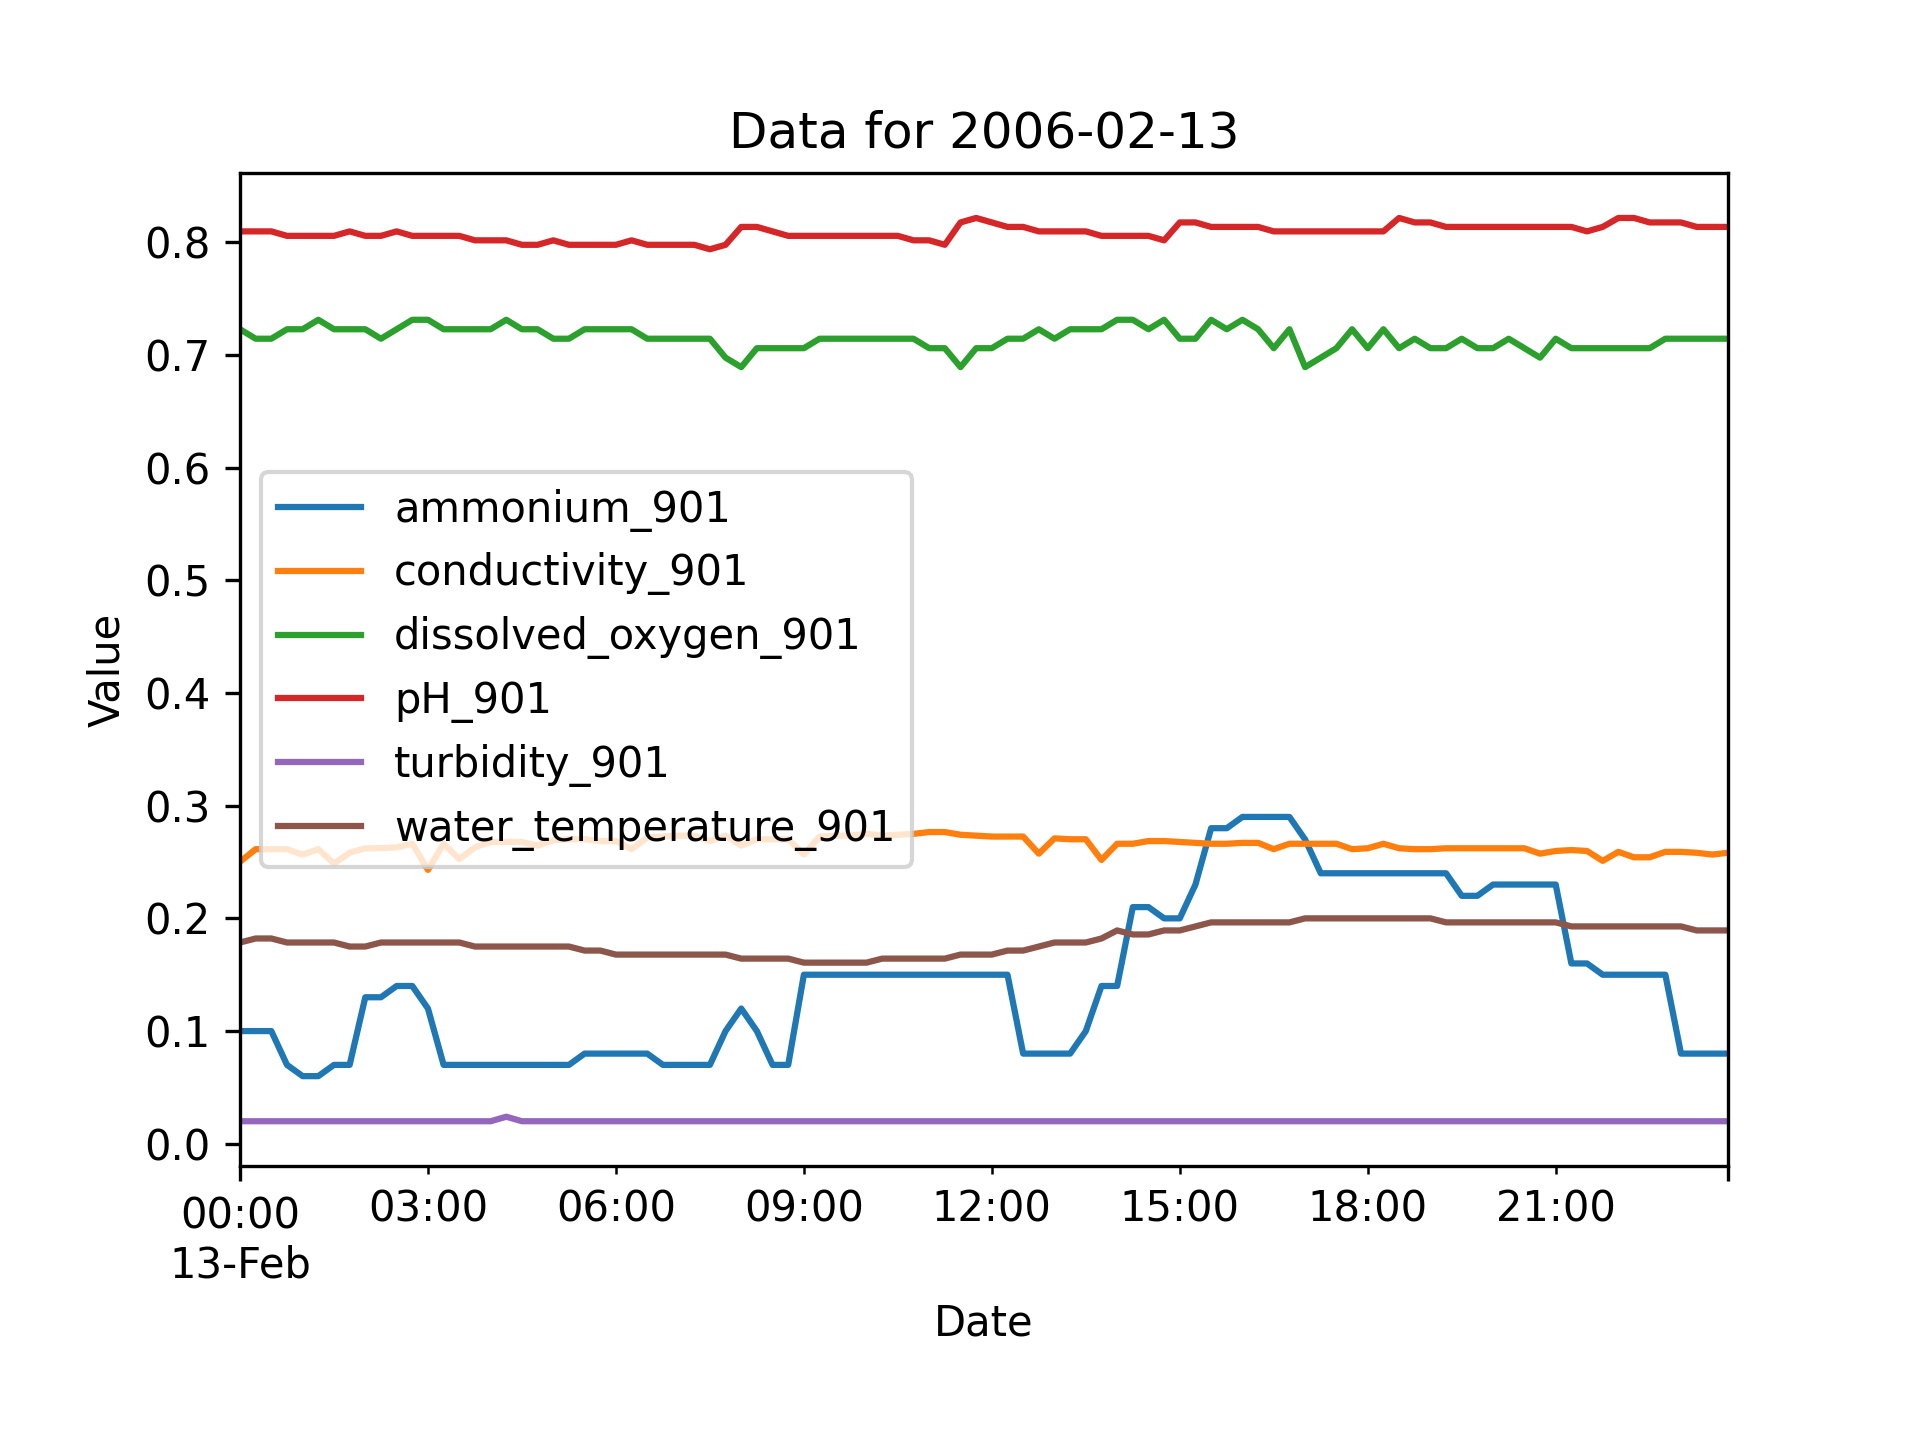 Data for 2006-02-13
Value
0.8
0.7
0.6
0.5
0.4
0.3
0.2
0.1
0.0
ammonium_901
conductivity_901
dissolved_oxygen_901
pH_901
turbidity_901
water_temperature_901
00:00 03:00 06:00 09:00 12:00 15:00 18:00 21:00
13-Feb
Date